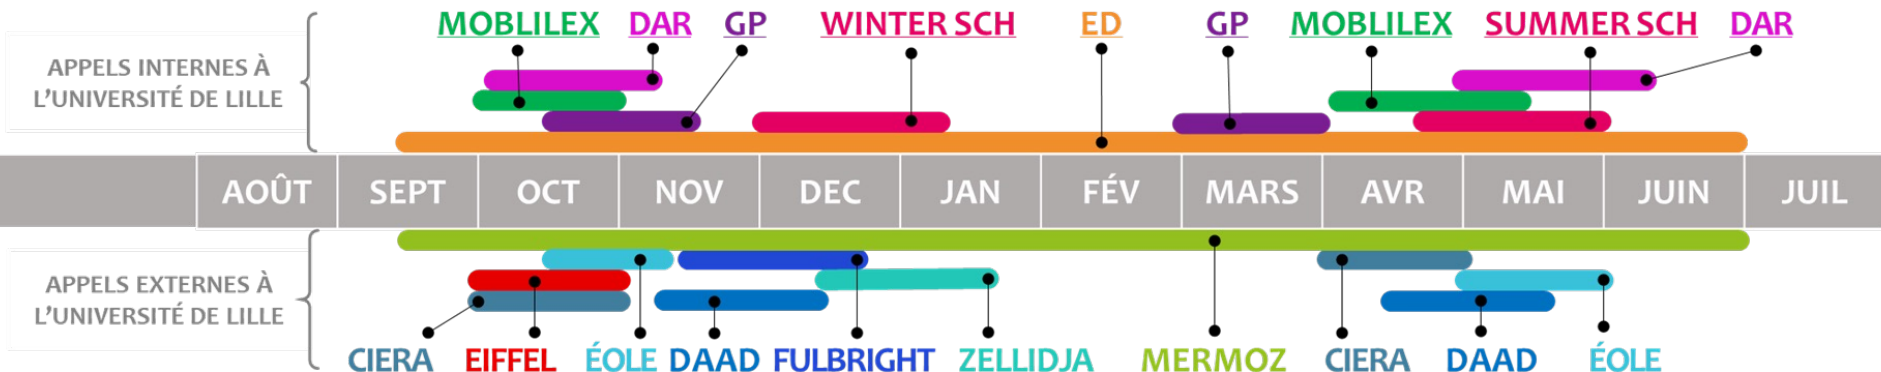 MOBLILEX DAR GP WINTER SCH ED GP MOBLILEX SUMMER SCH DAR
APPELS INTERNES À
L'UNIVERSITÉ DE LILLE
AOÛT SEPT OCT NOV DEC JAN FÉV MARS AVR MAI JUIN JUIL
APPELS EXTERNES À
L'UNIVERSITÉ DE LILLE
CIERA EIFFEL ÉOLE DAAD FULBRIGHT ZELLIDJA MERMOZ CIERA DAAD ÉOLE